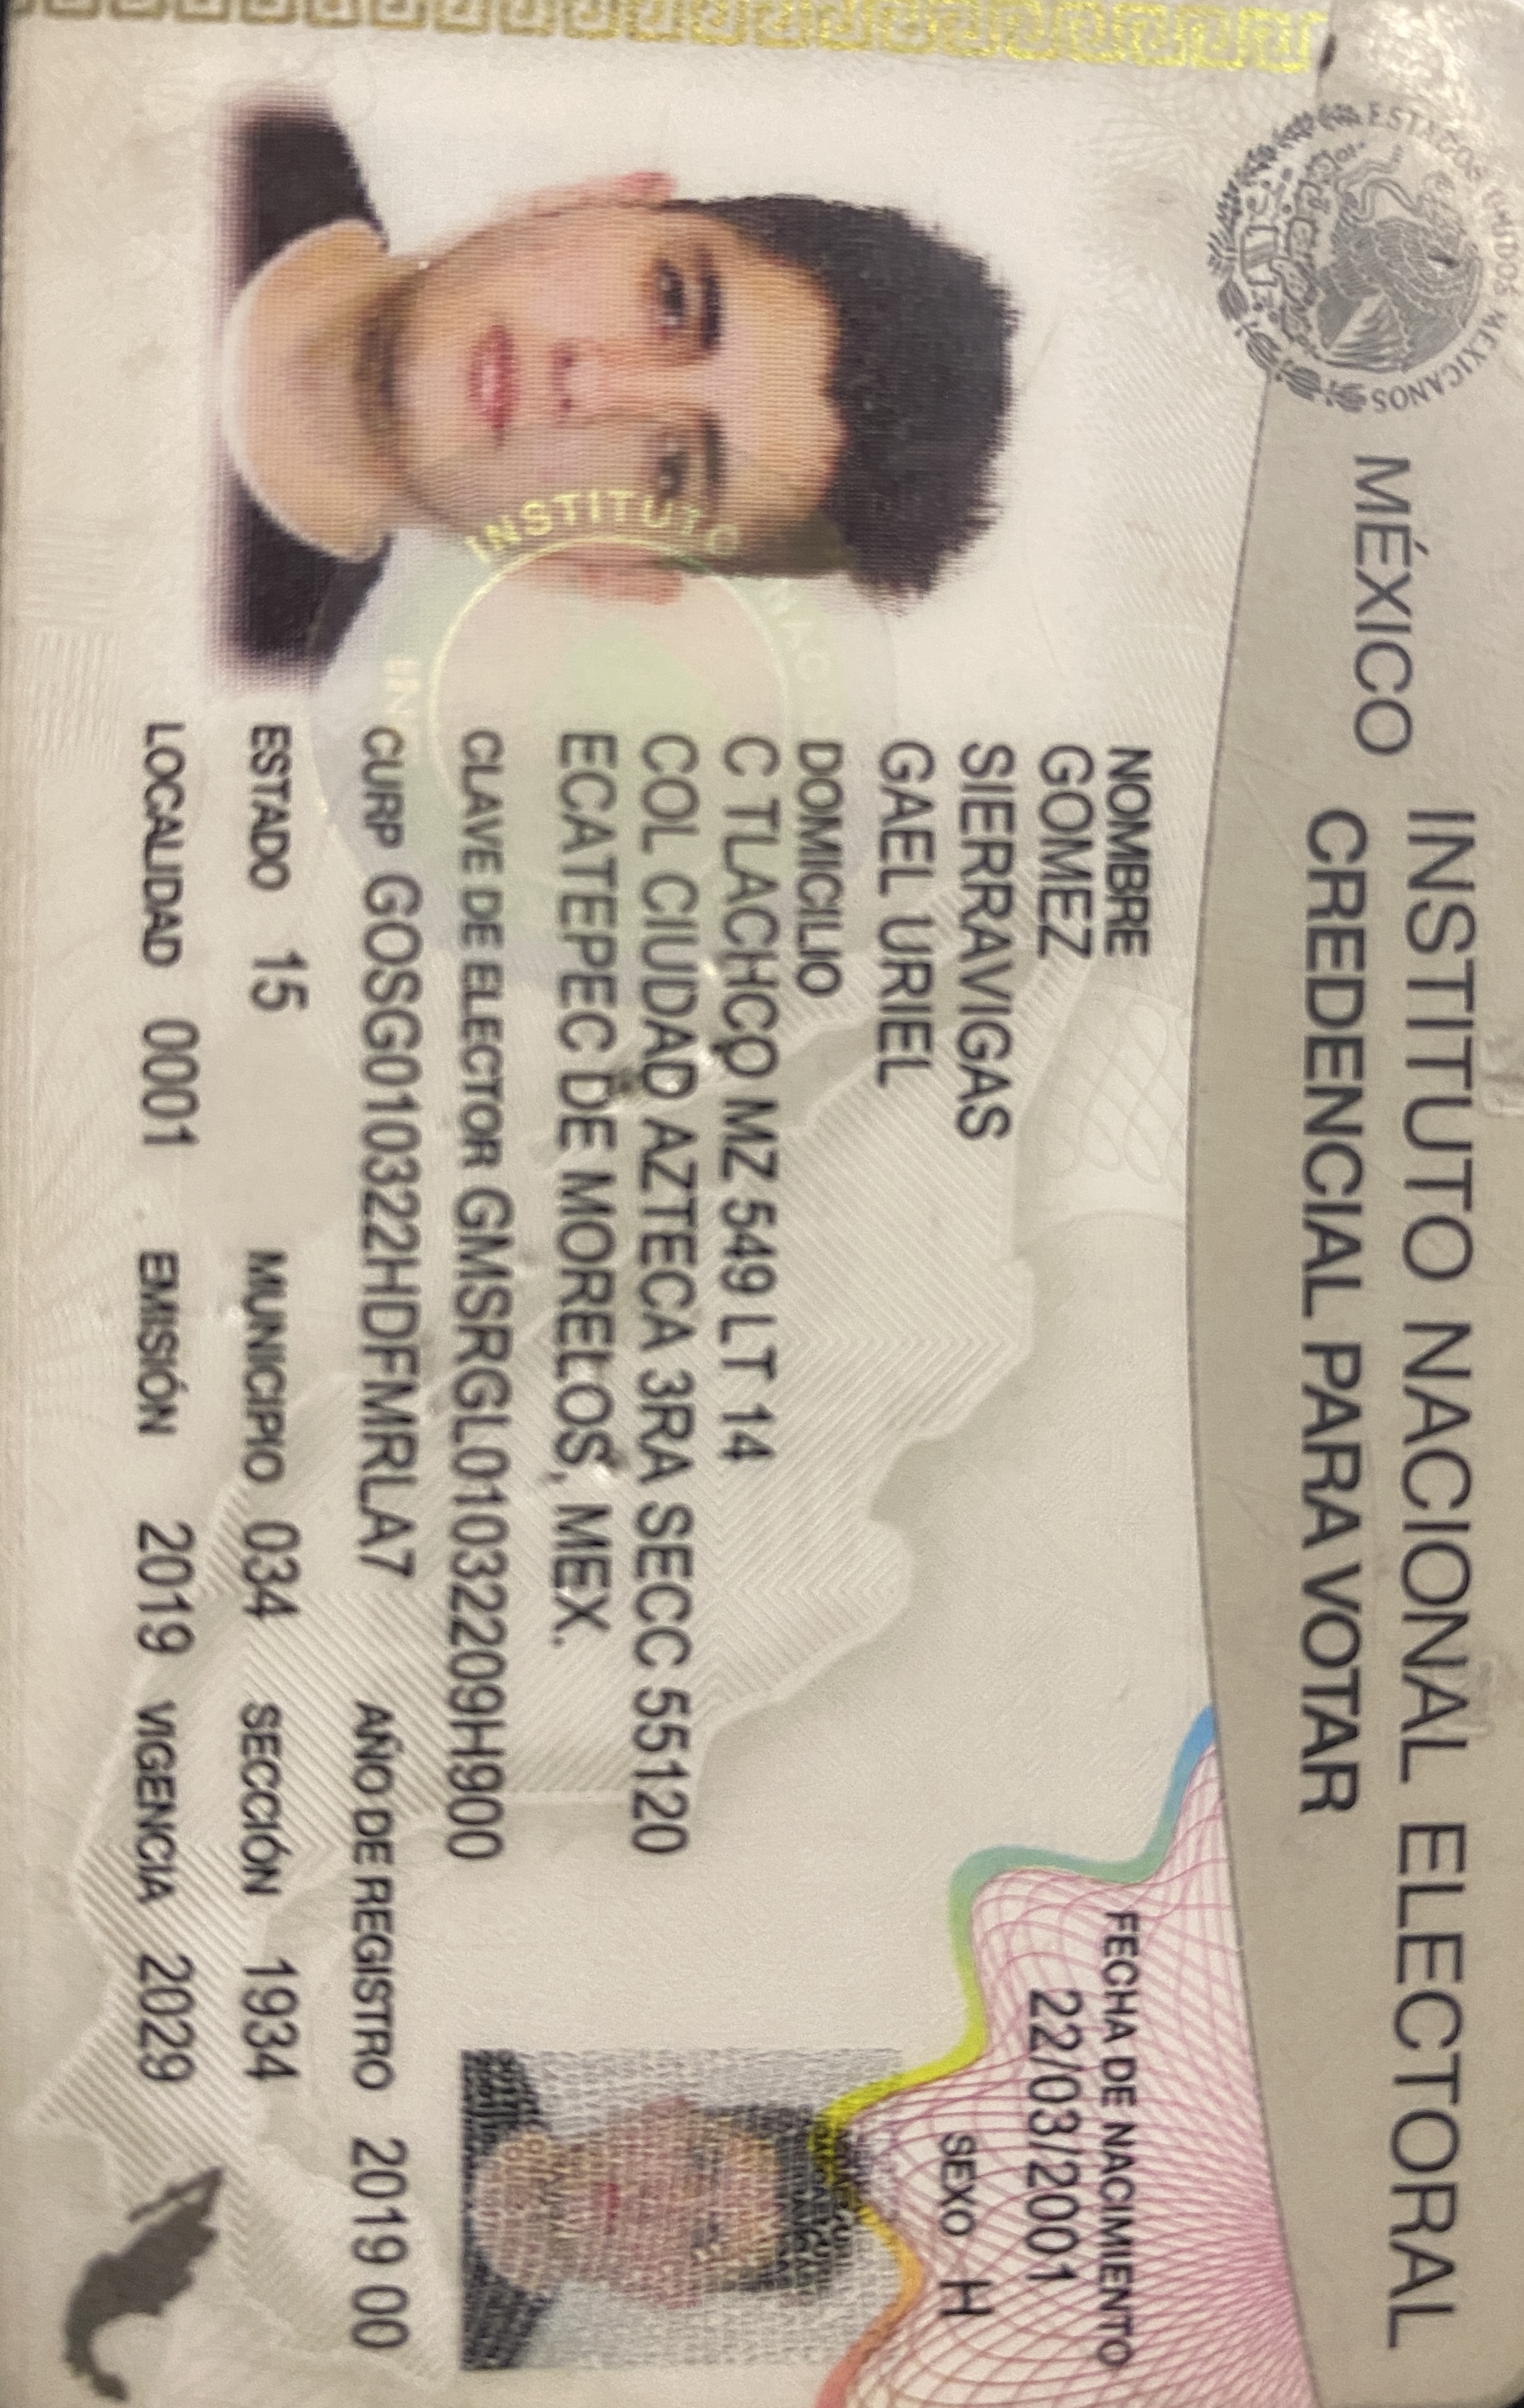 ESTADOS UNIDOS MEXICANOS
MÉXICO
INSTITUTO NACIONAL ELECTORAL
CREDENCIAL PARA VOTAR
NOMBRE
GOMEZ
SIERRAVIGAS
GAEL URIEL
FECHA DE NACIMIENTO
22/03/2001
SEXO H
DOMICILIO
C TLACHCO MZ 549 LT 14
COL CIUDAD AZTECA 3RA SECC 55120
ECATEPEC DE MORELOS, MEX.
CLAVE DE ELECTOR GMSRGL01032209H900
CURP GOSG010322HDFMRLA7
AÑO DE REGISTRO 2019 00
ESTADO 15
MUNICIPIO 034
SECCIÓN 1934
LOCALIDAD 0001
EMISIÓN 2019
VIGENCIA 2029
INSTITUTO